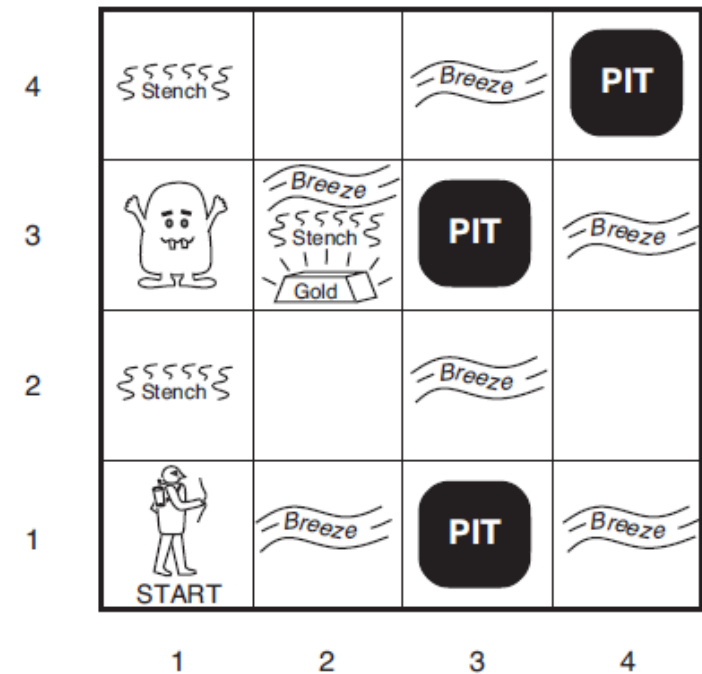 4 Stench Breeze PIT
Breeze
3 Stench PIT Breeze
Gold
2 Stench Breeze
1 Breeze PIT Breeze
START
1 2 3 4